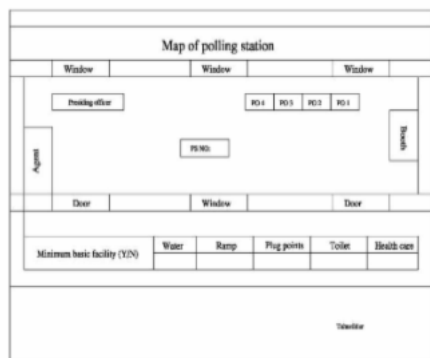 Map of polling station
Window Window Window
Presiding officer PO 4 PO 3 PO 2 PO 1
Booth
Agent
PS NO:
Door Window Door
Minimum basic facility (Y/N) Water Ramp Plug points Toilet Health care